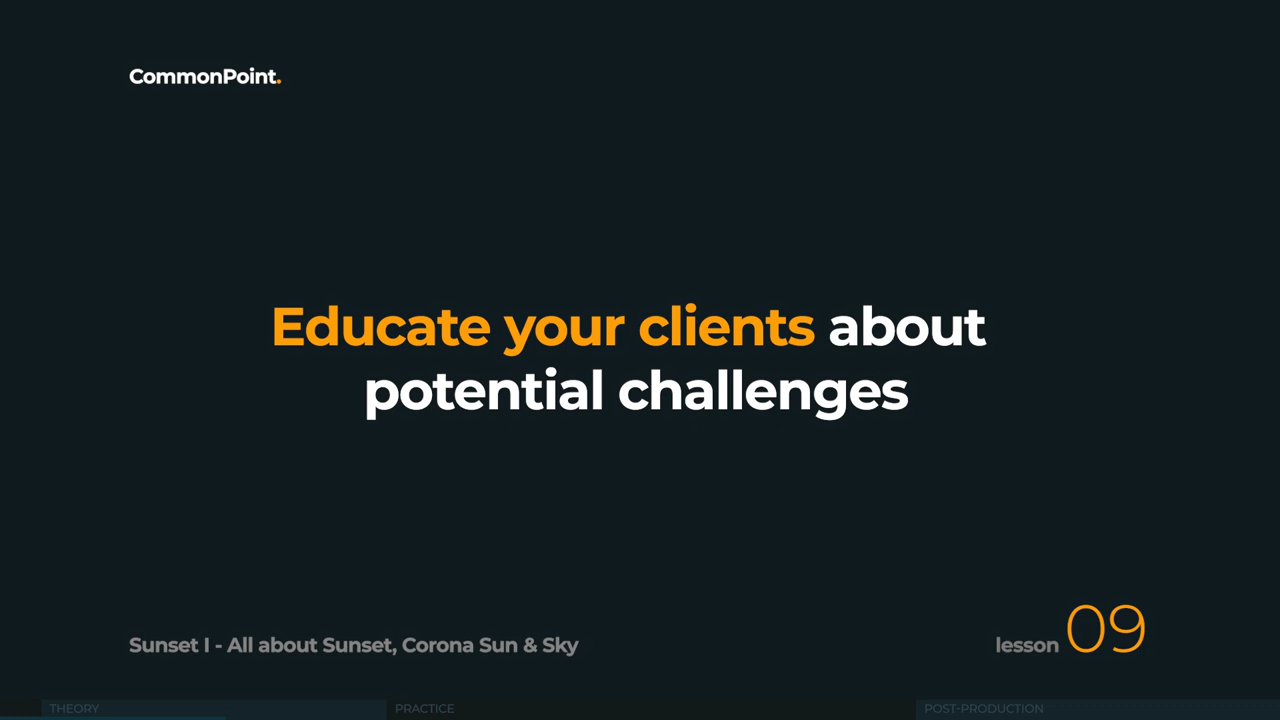 CommonPoint.
Educate your clients about
potential challenges
Sunset I - All about Sunset, Corona Sun & Sky
lesson 09
THEORY
PRACTICE
POST-PRODUCTION